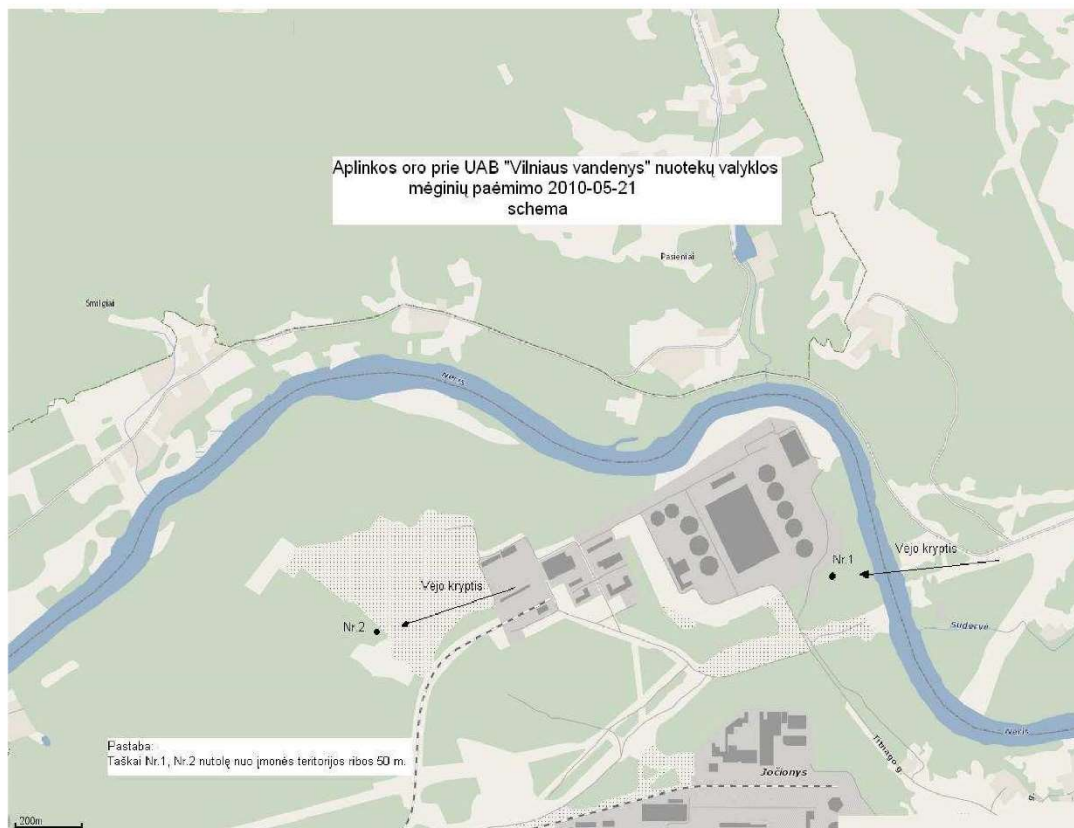 Aplinkos oro prie UAB "Vilniaus vandenys" nuotekų valyklos
mėginių paėmimo 2010-05-21
schema
Pasieniai
Smilgiai
Neris
Vėjo kryptis
Nr.1
Vėjo kryptis
Nr.2
Sudervė
Neris
Titnago g.
Pastaba:
Taškai Nr.1, Nr.2 nutolę nuo įmonės teritorijos ribos 50 m.
Jočionys
200m